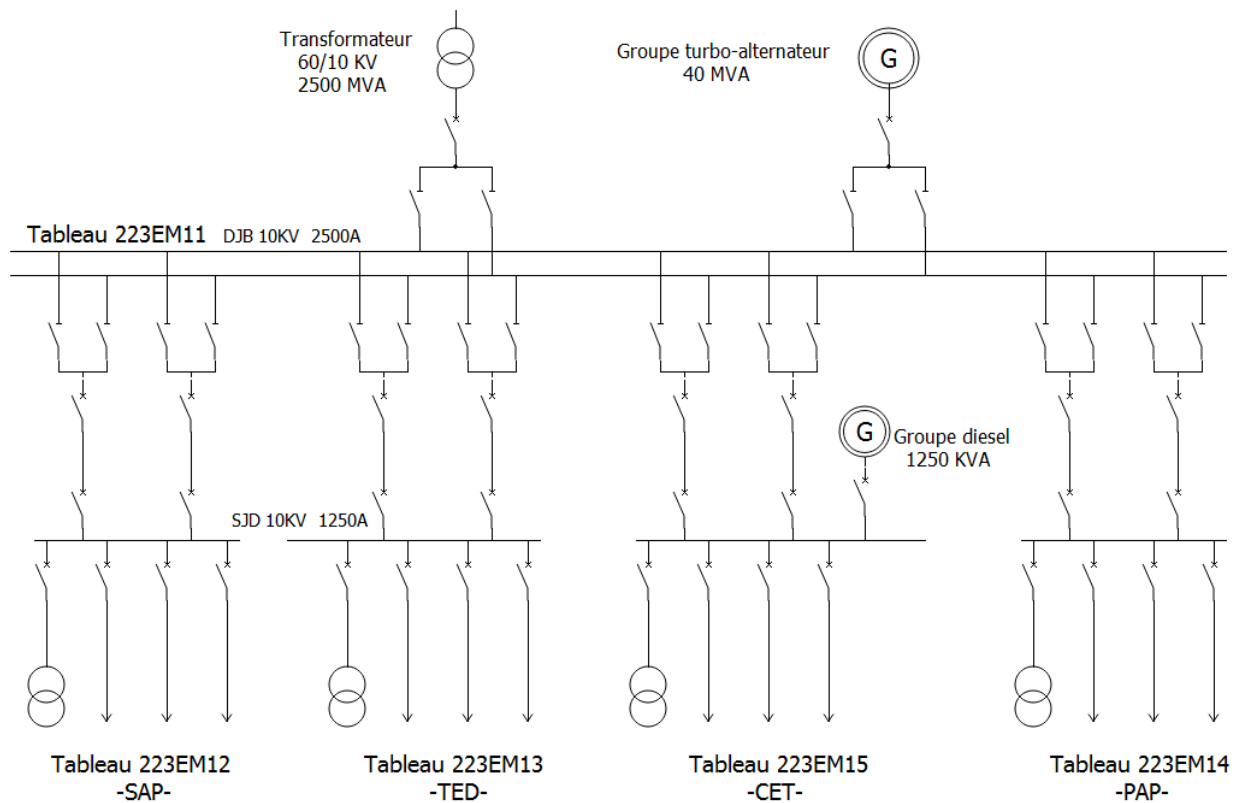 Transformateur
60/10 KV
2500 MVA
Groupe turbo-alternateur
40 MVA
G
Tableau 223EM11 DJB 10KV 2500A
G
Groupe diesel
1250 KVA
SJD 10KV 1250A
Tableau 223EM12
-SAP-
Tableau 223EM13
-TED-
Tableau 223EM15
-CET-
Tableau 223EM14
-PAP-